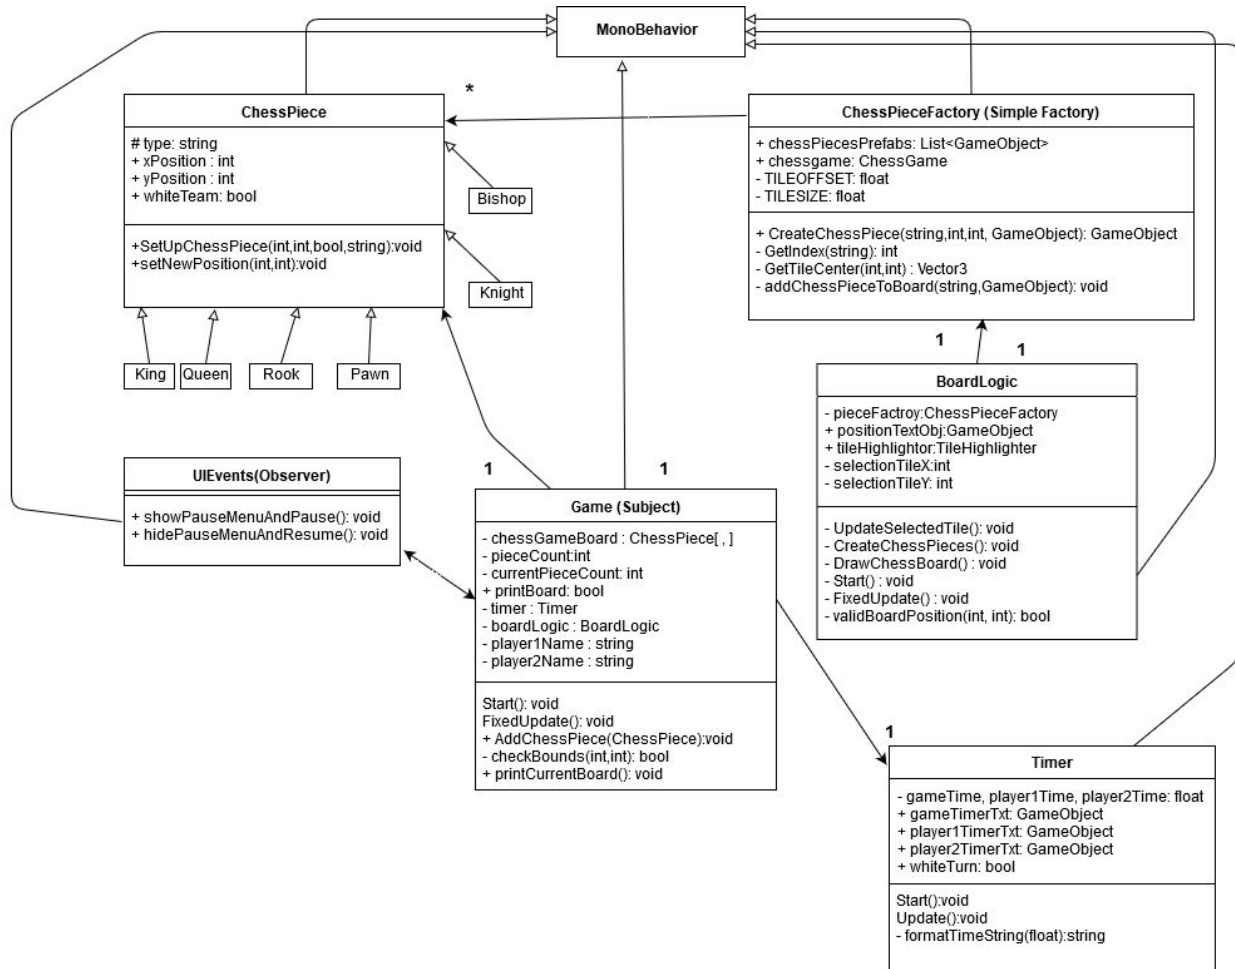 MonoBehavior
*
ChessPiece
# type: string
+ xPosition : int
+ yPosition : int
+ whiteTeam: bool
+SetUpChessPiece(int,int,bool,string):void
+setNewPosition(int,int):void
Bishop
Knight
King
Queen
Rook
Pawn
ChessPieceFactory (Simple Factory)
+ chessPiecesPrefabs: List<GameObject>
+ chessgame: ChessGame
- TILEOFFSET: float
- TILESIZE: float
+ CreateChessPiece(string,int,int, GameObject): GameObject
- GetIndex(string): int
- GetTileCenter(int,int) : Vector3
- addChessPieceToBoard(string,GameObject): void
1
1
BoardLogic
- pieceFactroy:ChessPieceFactory
+ positionTextObj:GameObject
+ tileHighlightor:TileHighlighter
- selectionTileX:int
- selectionTileY: int
- UpdateSelectedTile(): void
- CreateChessPieces(): void
- DrawChessBoard() : void
- Start() : void
- FixedUpdate() : void
- validBoardPosition(int, int): bool
UIEvents(Observer)
+ showPauseMenuAndPause(): void
+ hidePauseMenuAndResume(): void
1
1
Game (Subject)
- chessGameBoard : ChessPiece[ , ]
- pieceCount:int
- currentPieceCount: int
+ printBoard: bool
- timer : Timer
- boardLogic : BoardLogic
- player1Name : string
- player2Name : string
Start(): void
FixedUpdate(): void
+ AddChessPiece(ChessPiece):void
- checkBounds(int,int): bool
+ printCurrentBoard(): void
1
Timer
- gameTime, player1Time, player2Time: float
+ gameTimerTxt: GameObject
+ player1TimerTxt: GameObject
+ player2TimerTxt: GameObject
+ whiteTurn: bool
Start():void
Update():void
- formatTimeString(float):string